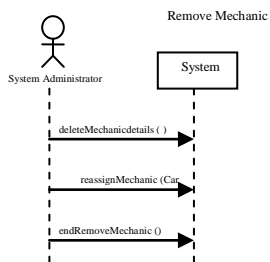 Remove Mechanic
System Administrator
System
deleteMechanicdetails ( )
reassignMechanic (Car
endRemoveMechanic ()